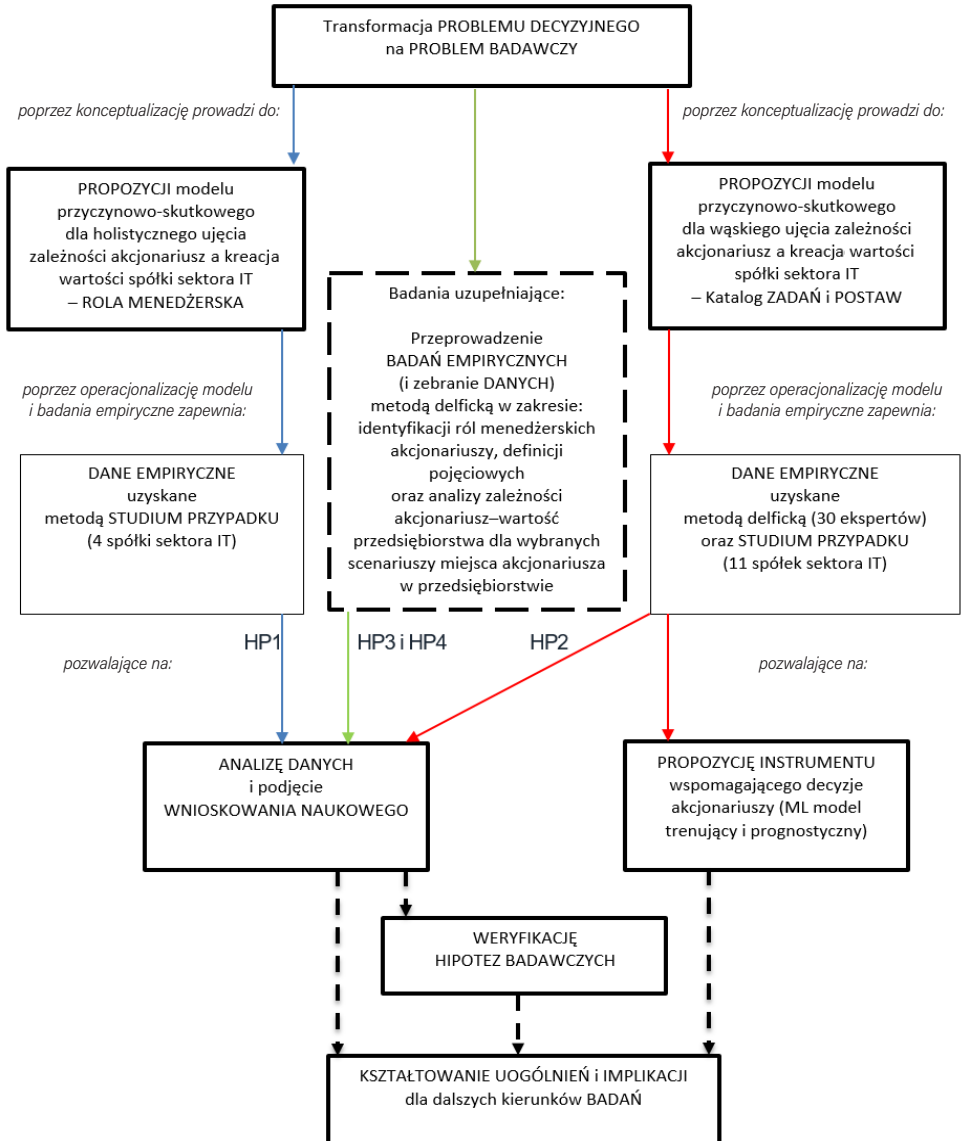 Transformacja PROBLEMU DECYZYJNEGO
na PROBLEM BADAWCZY
poprzez konceptualizację prowadzi do:
poprzez konceptualizację prowadzi do:
PROPOZYCJI modelu
przyczynowo-skutkowego
dla holistycznego ujęcia
zależności akcjonariusz a kreacja
wartości spółki sektora IT
– ROLA MENEDŻERSKA
PROPOZYCJI modelu
przyczynowo-skutkowego
dla wąskiego ujęcia zależności
akcjonariusz a kreacja wartości
spółki sektora IT
– Katalog ZADAŃ i POSTAW
Badania uzupełniające:
Przeprowadzenie
BADAŃ EMPIRYCZNYCH
(i zebranie DANYCH)
metodą delficką w zakresie:
identyfikacji ról menedżerskich
akcjonariuszy, definicji
pojęciowych
oraz analizy zależności
akcjonariusz–wartość
przedsiębiorstwa dla wybranych
scenariuszy miejsca akcjonariusza
w przedsiębiorstwie
poprzez operacjonalizację modelu
i badania empiryczne zapewnia:
poprzez operacjonalizację modelu
i badania empiryczne zapewnia:
DANE EMPIRYCZNE
uzyskane
metodą STUDIUM PRZYPADKU
(4 spółki sektora IT)
DANE EMPIRYCZNE
uzyskane
metodą delficką (30 ekspertów)
oraz STUDIUM PRZYPADKU
(11 spółek sektora IT)
HP1
HP3 i HP4
HP2
pozwalające na:
pozwalające na:
ANALIZĘ DANYCH
i podjęcie
WNIOSKOWANIA NAUKOWEGO
PROPOZYCJĘ INSTRUMENTU
wspomagającego decyzje
akcjonariuszy (ML model
trenujący i prognostyczny)
WERYFIKACJĘ
HIPOTEZ BADAWCZYCH
KSZTAŁTOWANIE UOGÓLNIEŃ i IMPLIKACJI
dla dalszych kierunków BADAŃ